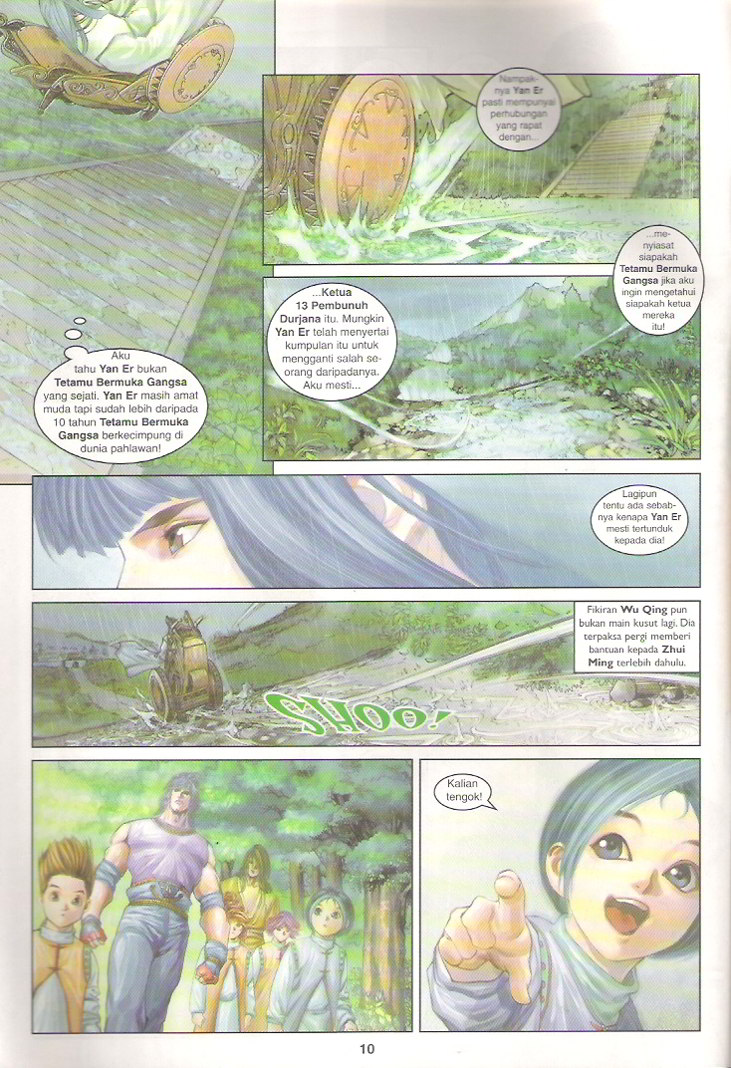 Aku
tahu Yan Er bukan
Tetamu Bermuka Gangsa
yang sejati. Yan Er masih amat
muda tapi sudah lebih daripada
10 tahun Tetamu Bermuka
Gangsa berkecimpung di
dunia pahlawan!
Nampak-
nya Yan Er
pasti mempunyai
perhubungan
yang rapat
dengan...
...Ketua
13 Pembunuh
Durjana itu. Mungkin
Yan Er telah menyertai
kumpulan itu untuk
mengganti salah se-
orang daripadanya.
Aku mesti...
...me-
nyiasat
siapakah
Tetamu Bermuka
Gangsa jika aku
ingin mengetahui
siapakah ketua
mereka
itu!
Lagipun
tentu ada sebab-
nya kenapa Yan Er
mesti tertunduk
kepada dia!
Fikiran Wu Qing pun
bukan main kusut lagi. Dia
terpaksa pergi memberi
bantuan kepada Zhui
Ming terlebih dahulu.
SHOO!
Kalian
tengok!
10